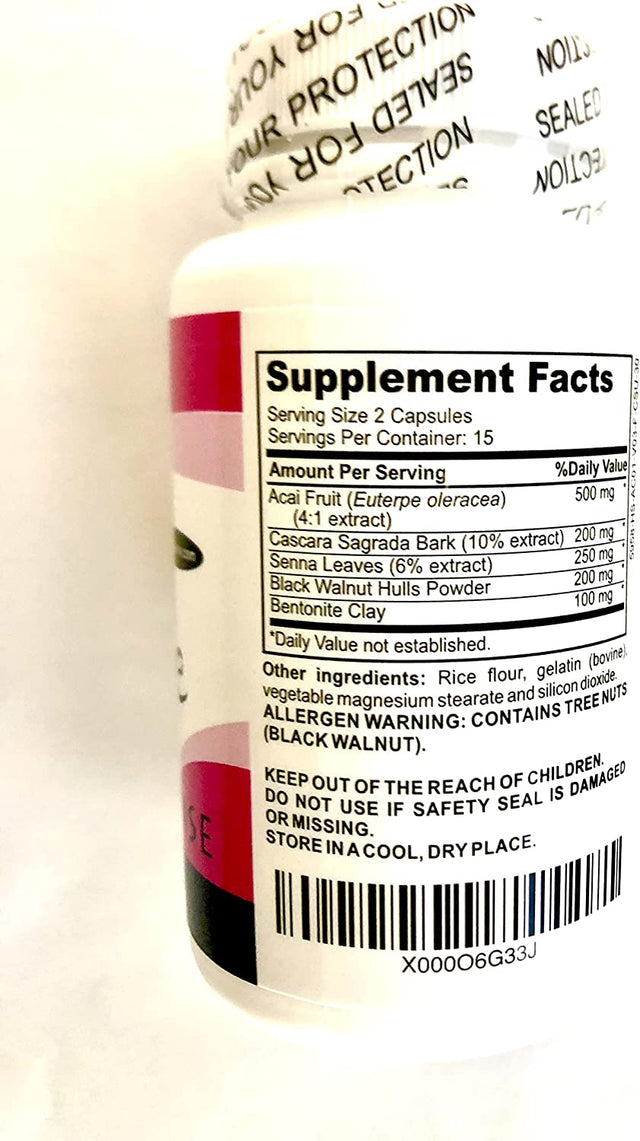 FOR YOUR
OUR PROTECTION
SEALED FOR YOUR
PROTECTION
SEALED
Supplement Facts
Serving Size 2 Capsules
Servings Per Container: 15
Amount Per Serving %Daily Value
Acai Fruit (Euterpe oleracea) 500 mg *
(4:1 extract)
Cascara Sagrada Bark (10% extract) 200 mg *
Senna Leaves (6% extract) 250 mg *
Black Walnut Hulls Powder 200 mg *
Bentonite Clay 100 mg *
*Daily Value not established.
Other ingredients: Rice flour, gelatin (bovine),
vegetable magnesium stearate and silicon dioxide.
ALLERGEN WARNING: CONTAINS TREE NUTS
(BLACK WALNUT).
KEEP OUT OF THE REACH OF CHILDREN.
DO NOT USE IF SAFETY SEAL IS DAMAGED
OR MISSING.
STORE IN A COOL, DRY PLACE.
X000O6G33J
SE